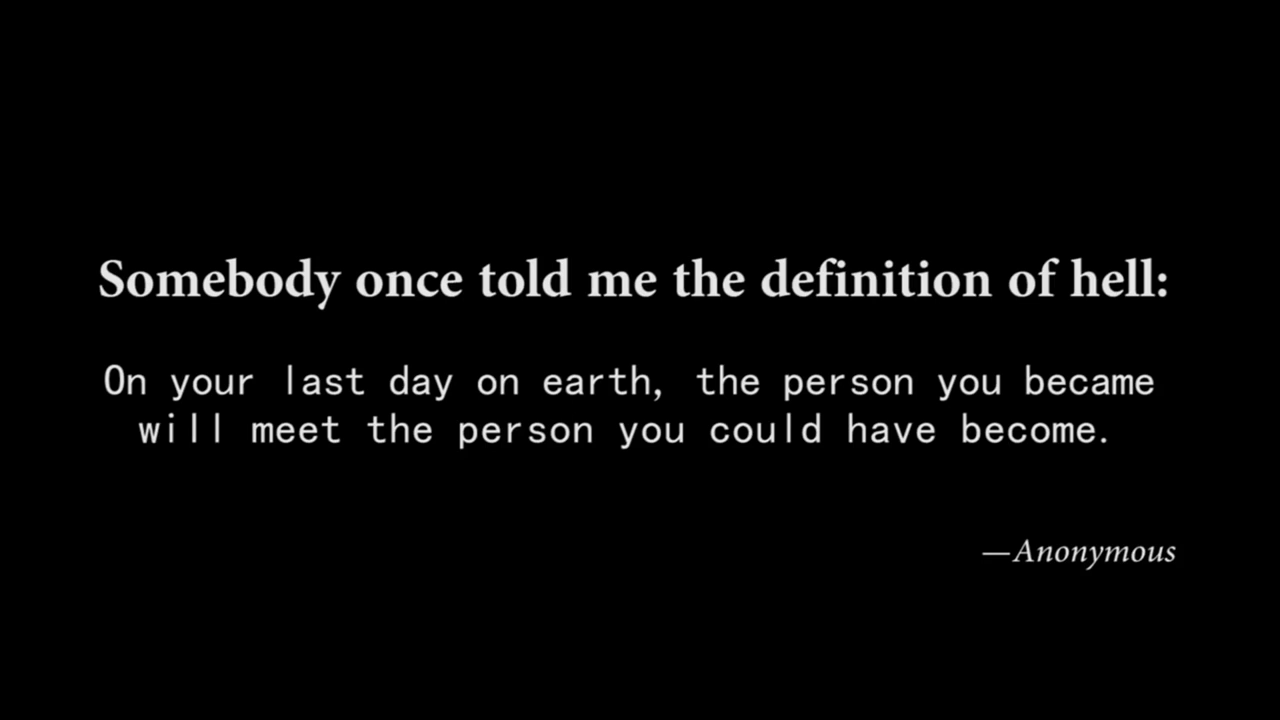 Somebody once told me the definition of hell:
On your last day on earth, the person you became
will meet the person you could have become.
—Anonymous